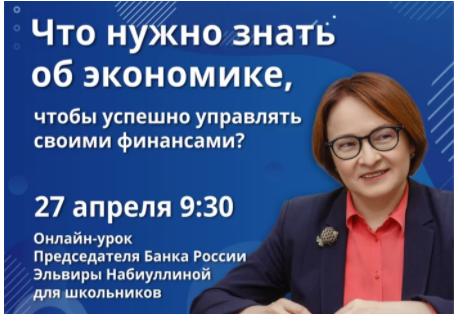 Что нужно знать
об экономике,
чтобы успешно управлять
своими финансами?
27 апреля 9:30
Онлайн-урок
Председателя Банка России
Эльвиры Набиуллиной
для школьников